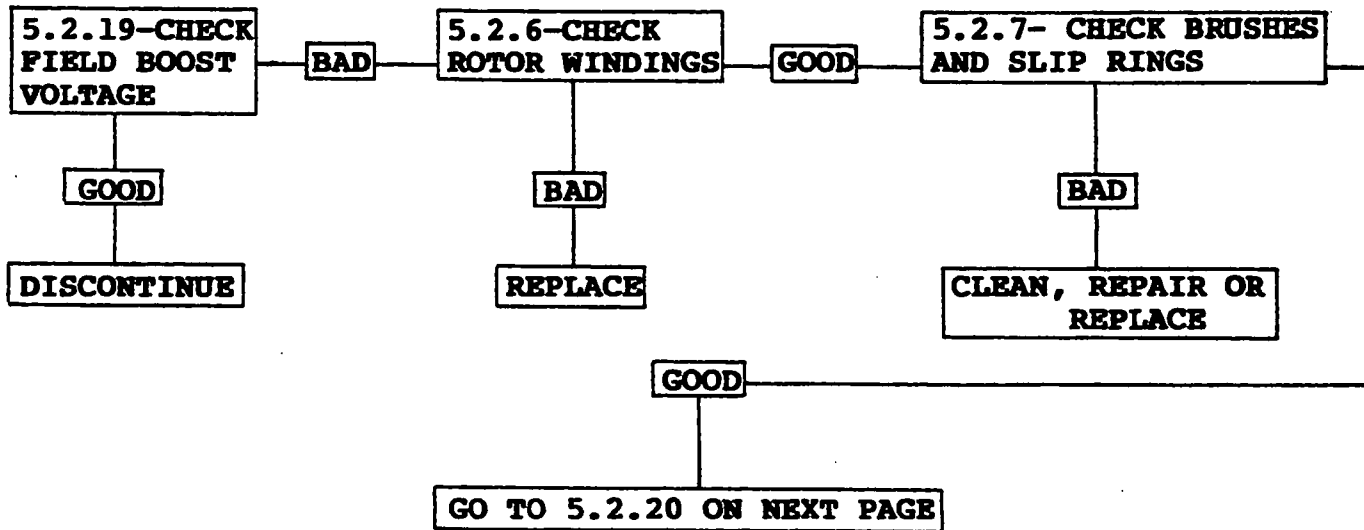 5.2.19-CHECK
FIELD BOOST
VOLTAGE
BAD
5.2.6-CHECK
ROTOR WINDINGS
GOOD
5.2.7- CHECK BRUSHES
AND SLIP RINGS
GOOD
BAD
BAD
DISCONTINUE
REPLACE
CLEAN, REPAIR OR
REPLACE
GOOD
GO TO 5.2.20 ON NEXT PAGE